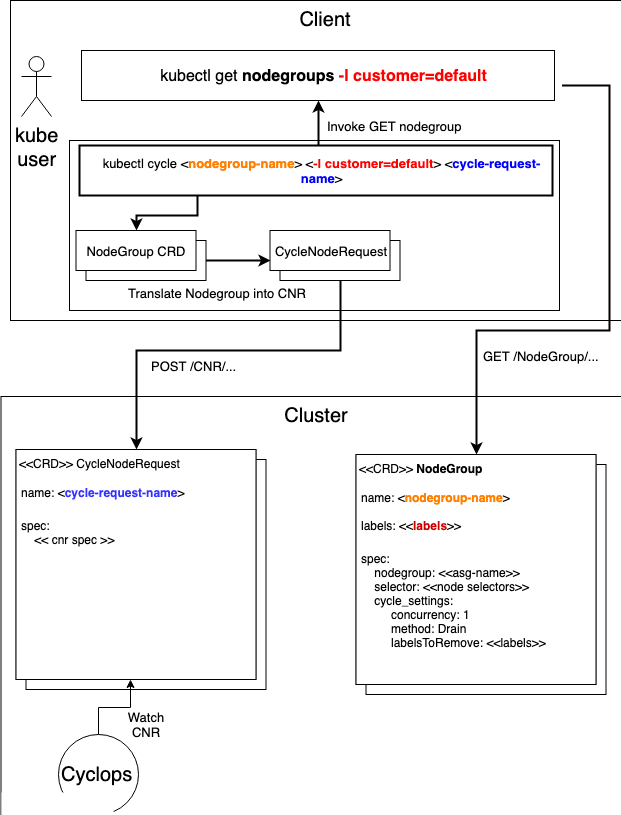 Client
kube
user
kubectl get nodegroups -l customer=default
Invoke GET nodegroup
kubectl cycle <nodegroup-name> <-l customer=default> <cycle-request-
name>
NodeGroup CRD
CycleNodeRequest
Translate Nodegroup into CNR
POST /CNR/...
GET /NodeGroup/...
Cluster
<<CRD>> CycleNodeRequest
name: <cycle-request-name>
spec:
<< cnr spec >>
<<CRD>> NodeGroup
name: <nodegroup-name>
labels: <<labels>>
spec:
nodegroup: <<asg-name>>
selector: <<node selectors>>
cycle_settings:
concurrency: 1
method: Drain
labelsToRemove: <<labels>>
Watch
CNR
Cyclops